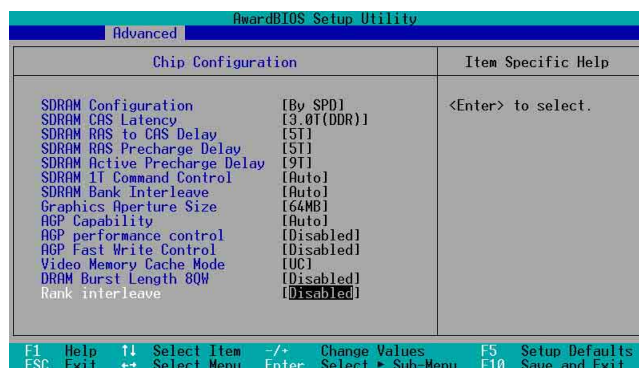 AwardBIOS Setup Utility
Advanced
Chip Configuration
Item Specific Help
SDRAM Configuration [By SPD]
SDRAM CAS Latency [3.0T(DDR)]
SDRAM RAS to CAS Delay [5T]
SDRAM RAS Precharge Delay [5T]
SDRAM Active Precharge Delay [9T]
SDRAM 1T Command Control [Auto]
SDRAM Bank Interleave [Auto]
Graphics Aperture Size [64MB]
AGP Capability [Auto]
AGP performance control [Disabled]
AGP Fast Write Control [Disabled]
Video Memory Cache Mode [UC]
DRAM Burst Length 8QW [Disabled]
Rank interleave [Disabled]
<Enter> to select.
F1 Help ↑↓ Select Item -/+ Change Values F5 Setup Defaults
ESC Exit ←→ Select Menu Enter Select ► Sub-Menu F10 Save and Exit